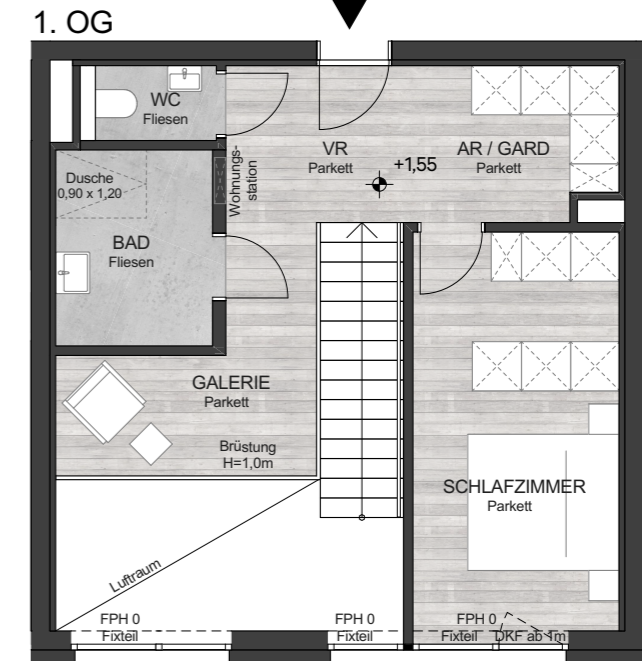 1. OG
WC
Fliesen
VR
Parkett
AR / GARD
Parkett
+1,55
Wohnungs-
station
Dusche
0,90 x 1,20
BAD
Fliesen
GALERIE
Parkett
Brüstung
H=1,0m
SCHLAFZIMMER
Parkett
Luftraum
FPH 0
Fixteil
FPH 0
Fixteil
FPH 0
Fixteil
DKF ab 1m